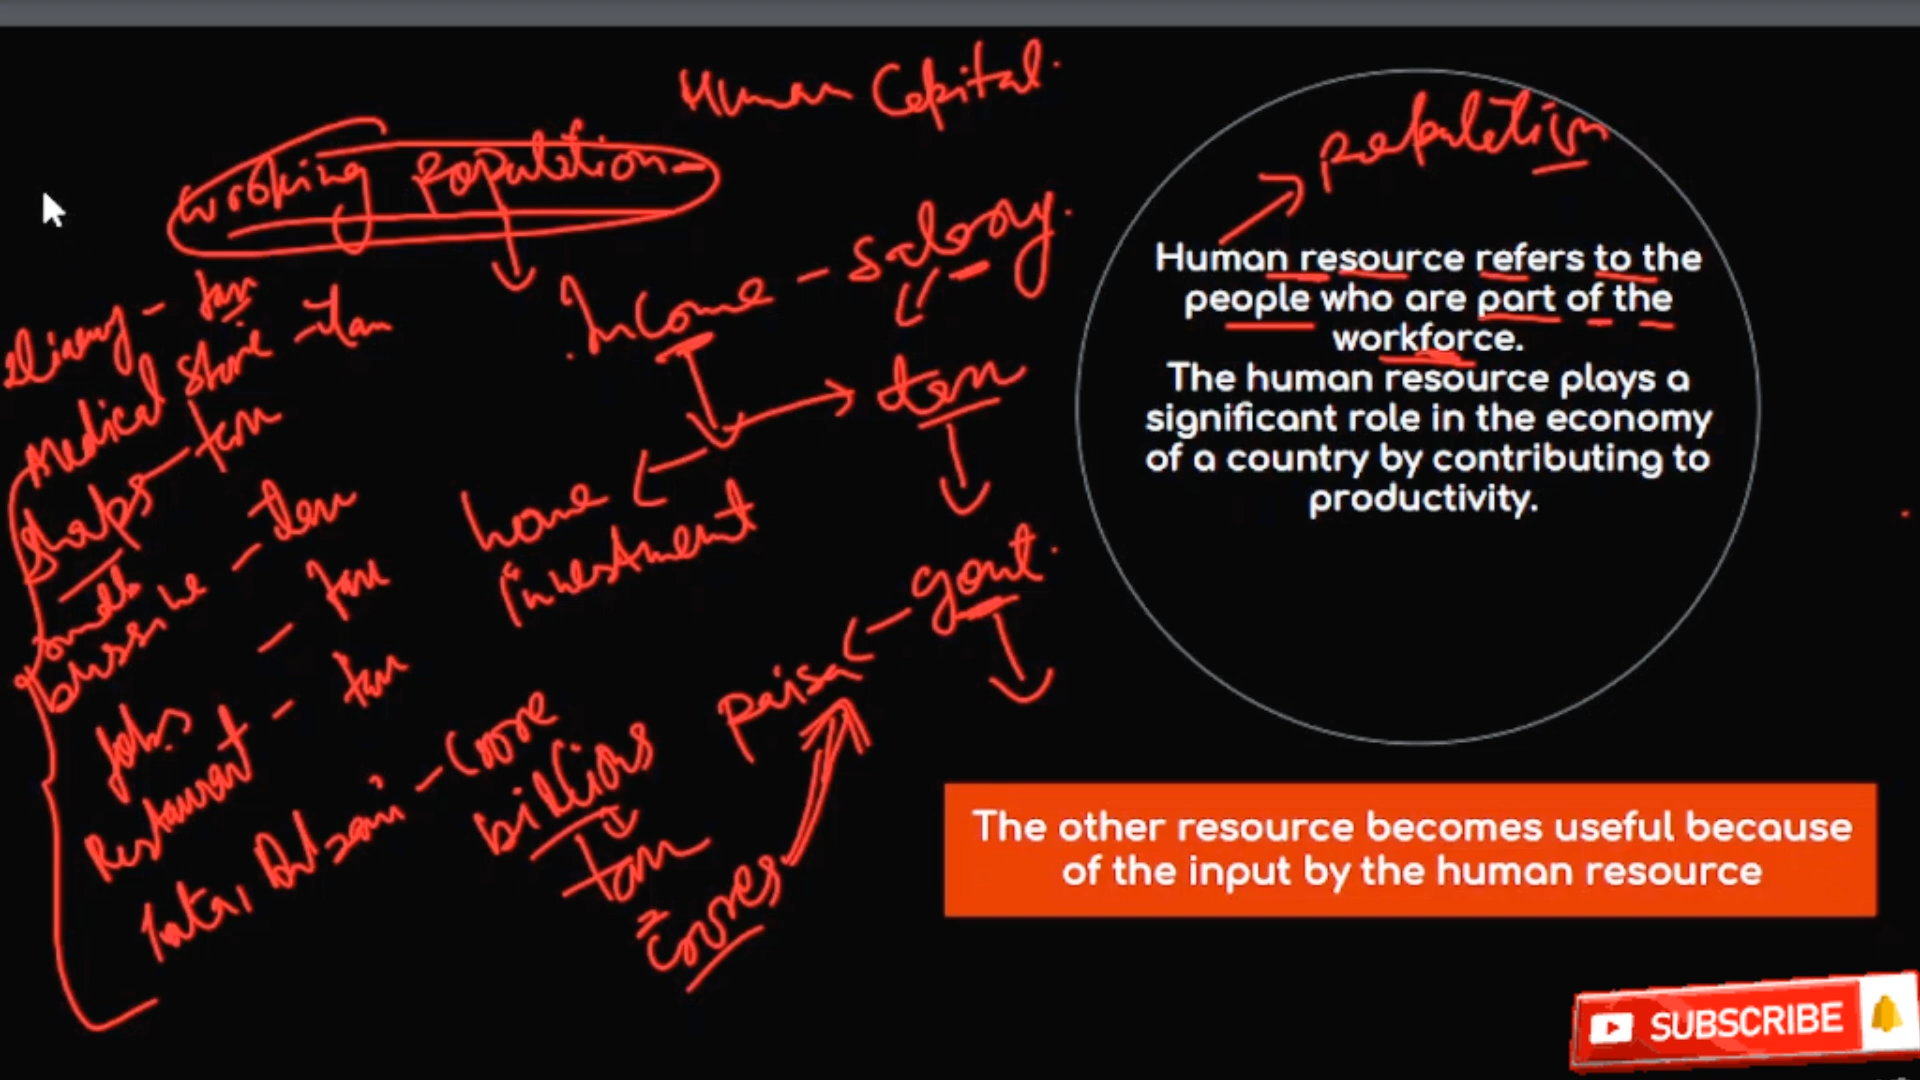 Human Capital.
working population
Income - salary.
tax
home
investment
govt.
paisa
- tax
Medical store - tax
shops - tax
- tax
- tax
Jobs
Restaurant - tax
Tata, - Crore
billions
tax
= Crores
population
Human resource refers to the
people who are part of the
workforce.
The human resource plays a
significant role in the economy
of a country by contributing to
productivity.
The other resource becomes useful because
of the input by the human resource
SUBSCRIBE